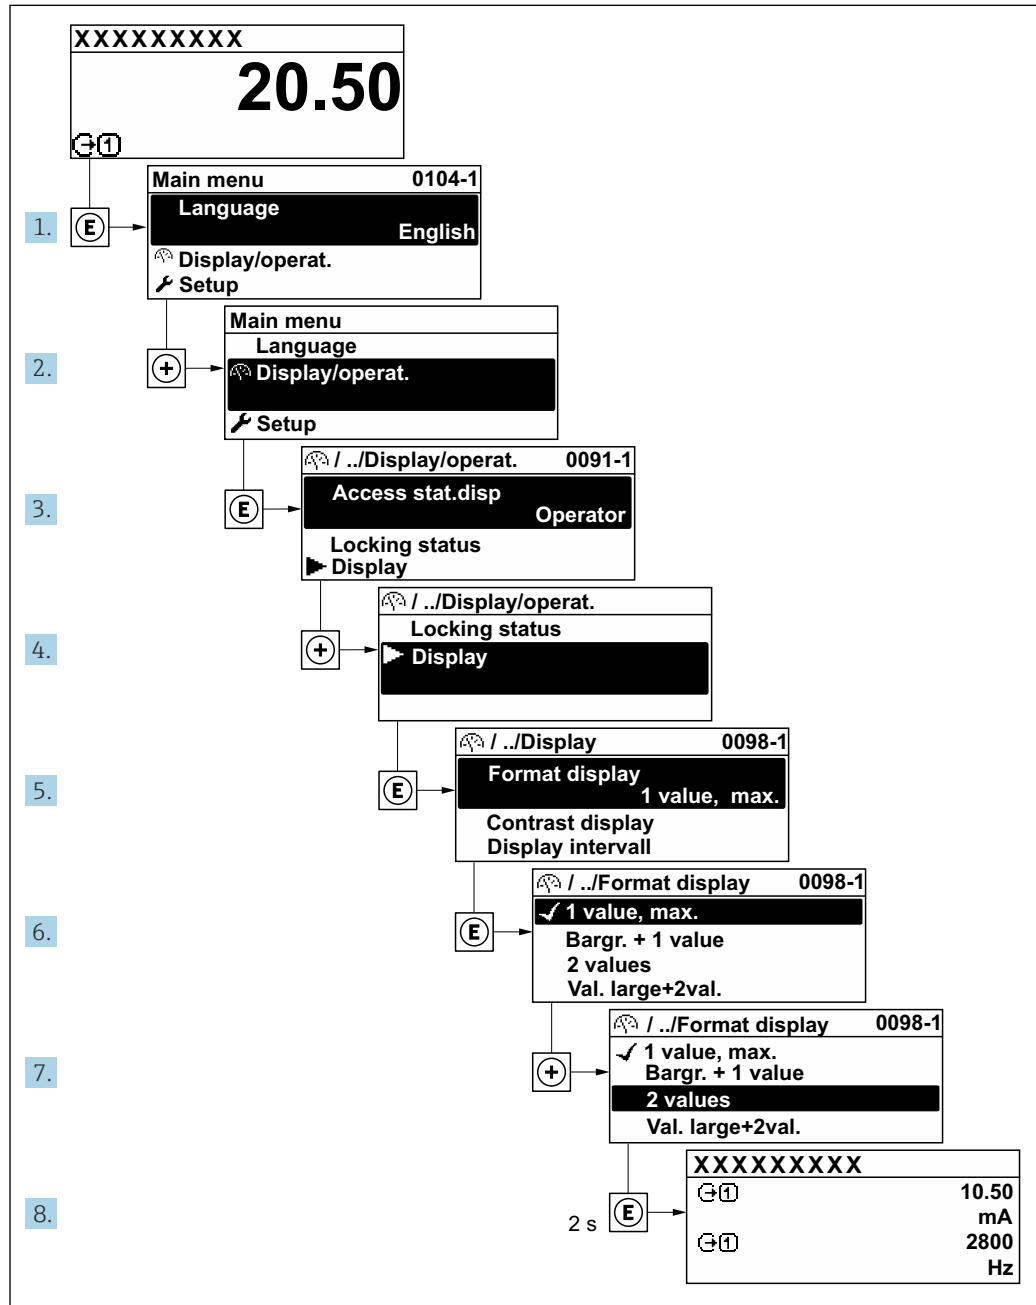 XXXXXXXXX
20.50
1
Main menu 0104-1
Language
English
Display/operat.
Setup
1. E
Main menu
Language
Display/operat.
Setup
2. +
/ ../Display/operat. 0091-1
Access stat.disp
Operator
Locking status
Display
3. E
/ ../Display/operat.
Locking status
Display
4. +
/ ../Display 0098-1
Format display
1 value, max.
Contrast display
Display intervall
5. E
/ ../Format display 0098-1
1 value, max.
Bargr. + 1 value
2 values
Val. large+2val.
6. E
/ ../Format display 0098-1
1 value, max.
Bargr. + 1 value
2 values
Val. large+2val.
7. +
XXXXXXXXX
1 10.50
mA
1 2800
Hz
8. 2 s E